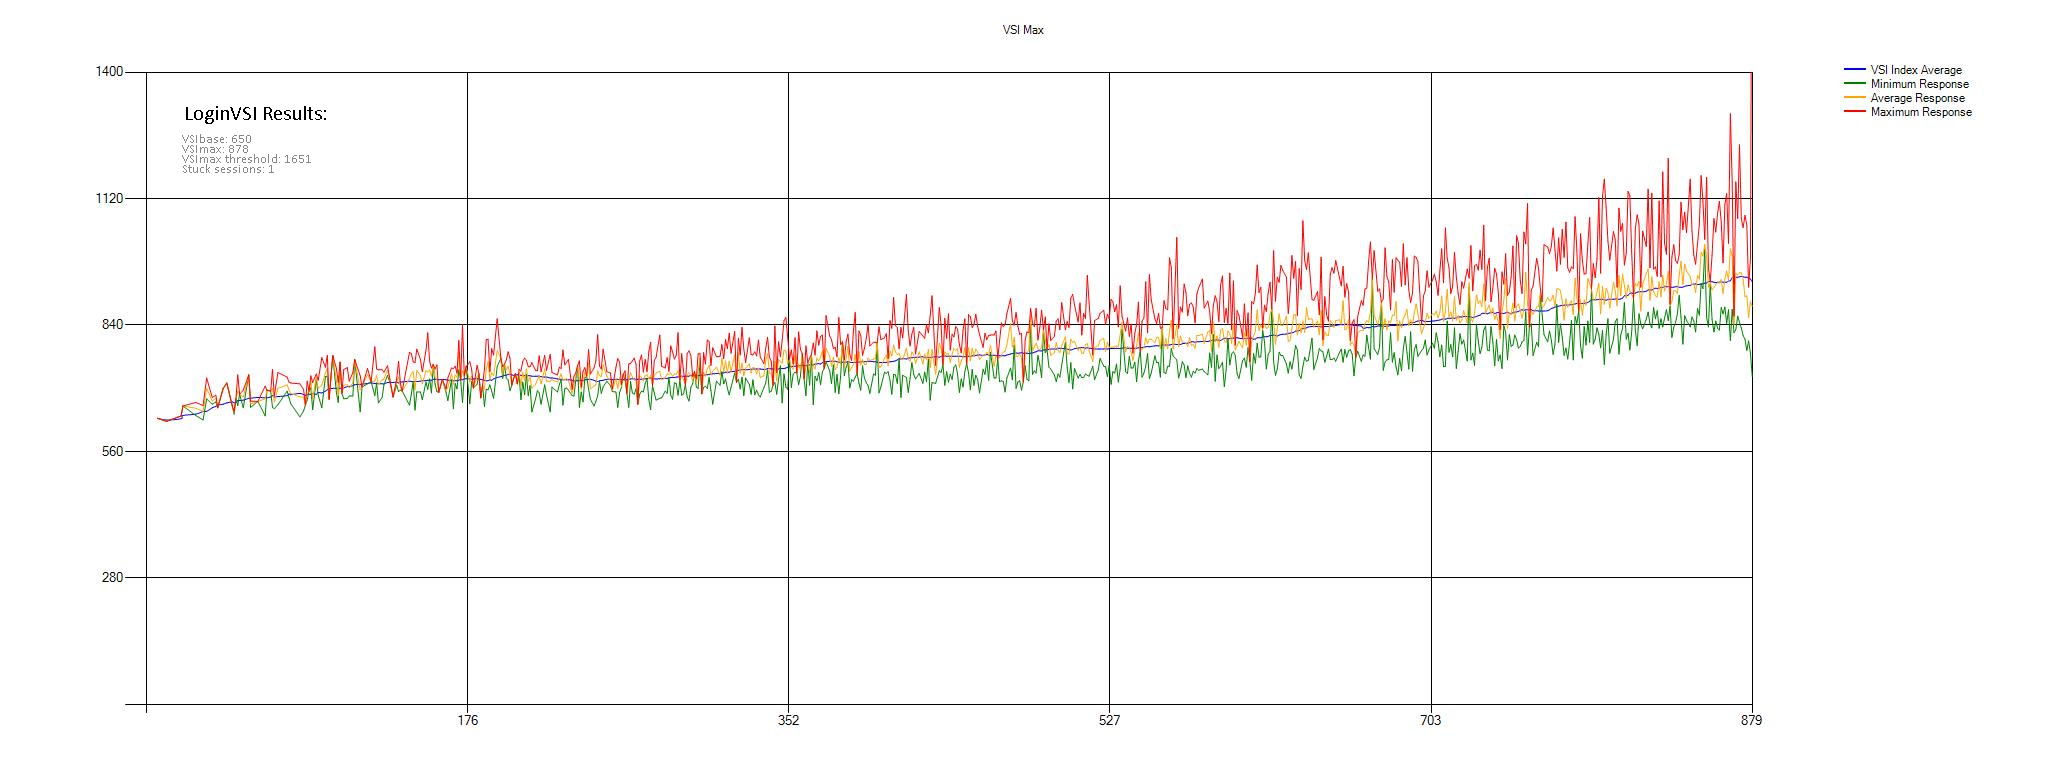 VSI Max
1400
1120
840
560
280
LoginVSI Results:
VSIbase: 650
VSImax: 878
VSImax threshold: 1651
Stuck sessions: 1
VSI Index Average
Minimum Response
Average Response
Maximum Response
176
352
527
703
879